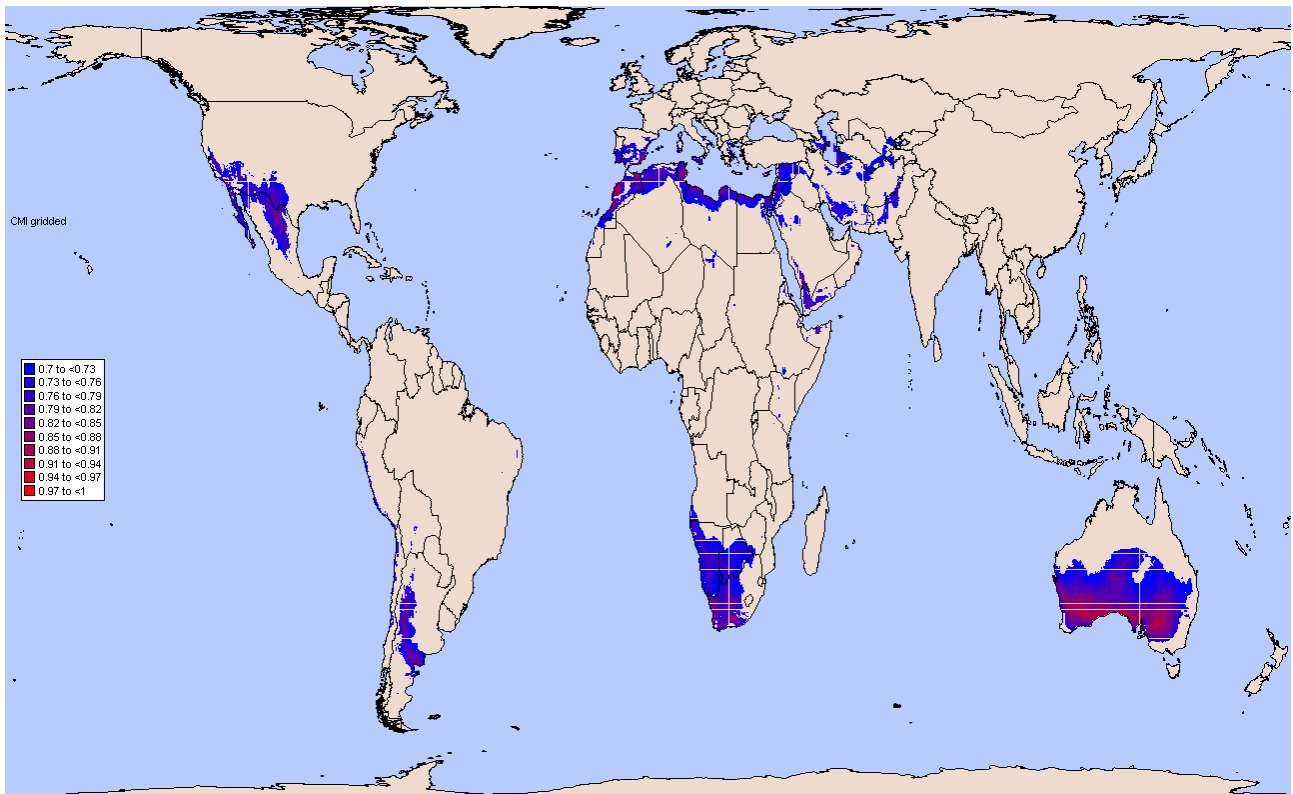 CMI gridded
0.7 to <0.73
0.73 to <0.76
0.76 to <0.79
0.79 to <0.82
0.82 to <0.85
0.85 to <0.88
0.88 to <0.91
0.91 to <0.94
0.94 to <0.97
0.97 to <1